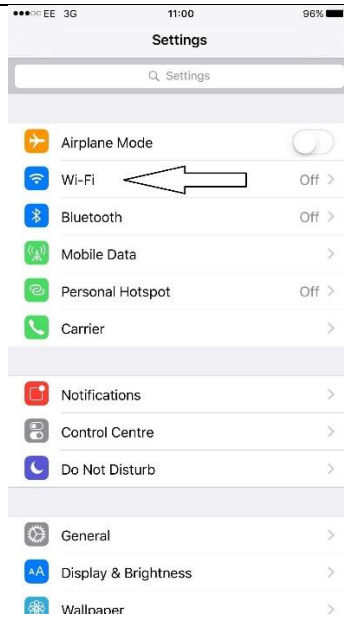 EE 3G 11:00 96%
Settings
Settings
Airplane Mode
Wi-Fi Off
Bluetooth Off
Mobile Data
Personal Hotspot Off
Carrier
Notifications
Control Centre
Do Not Disturb
General
AA Display & Brightness
Wallpaper